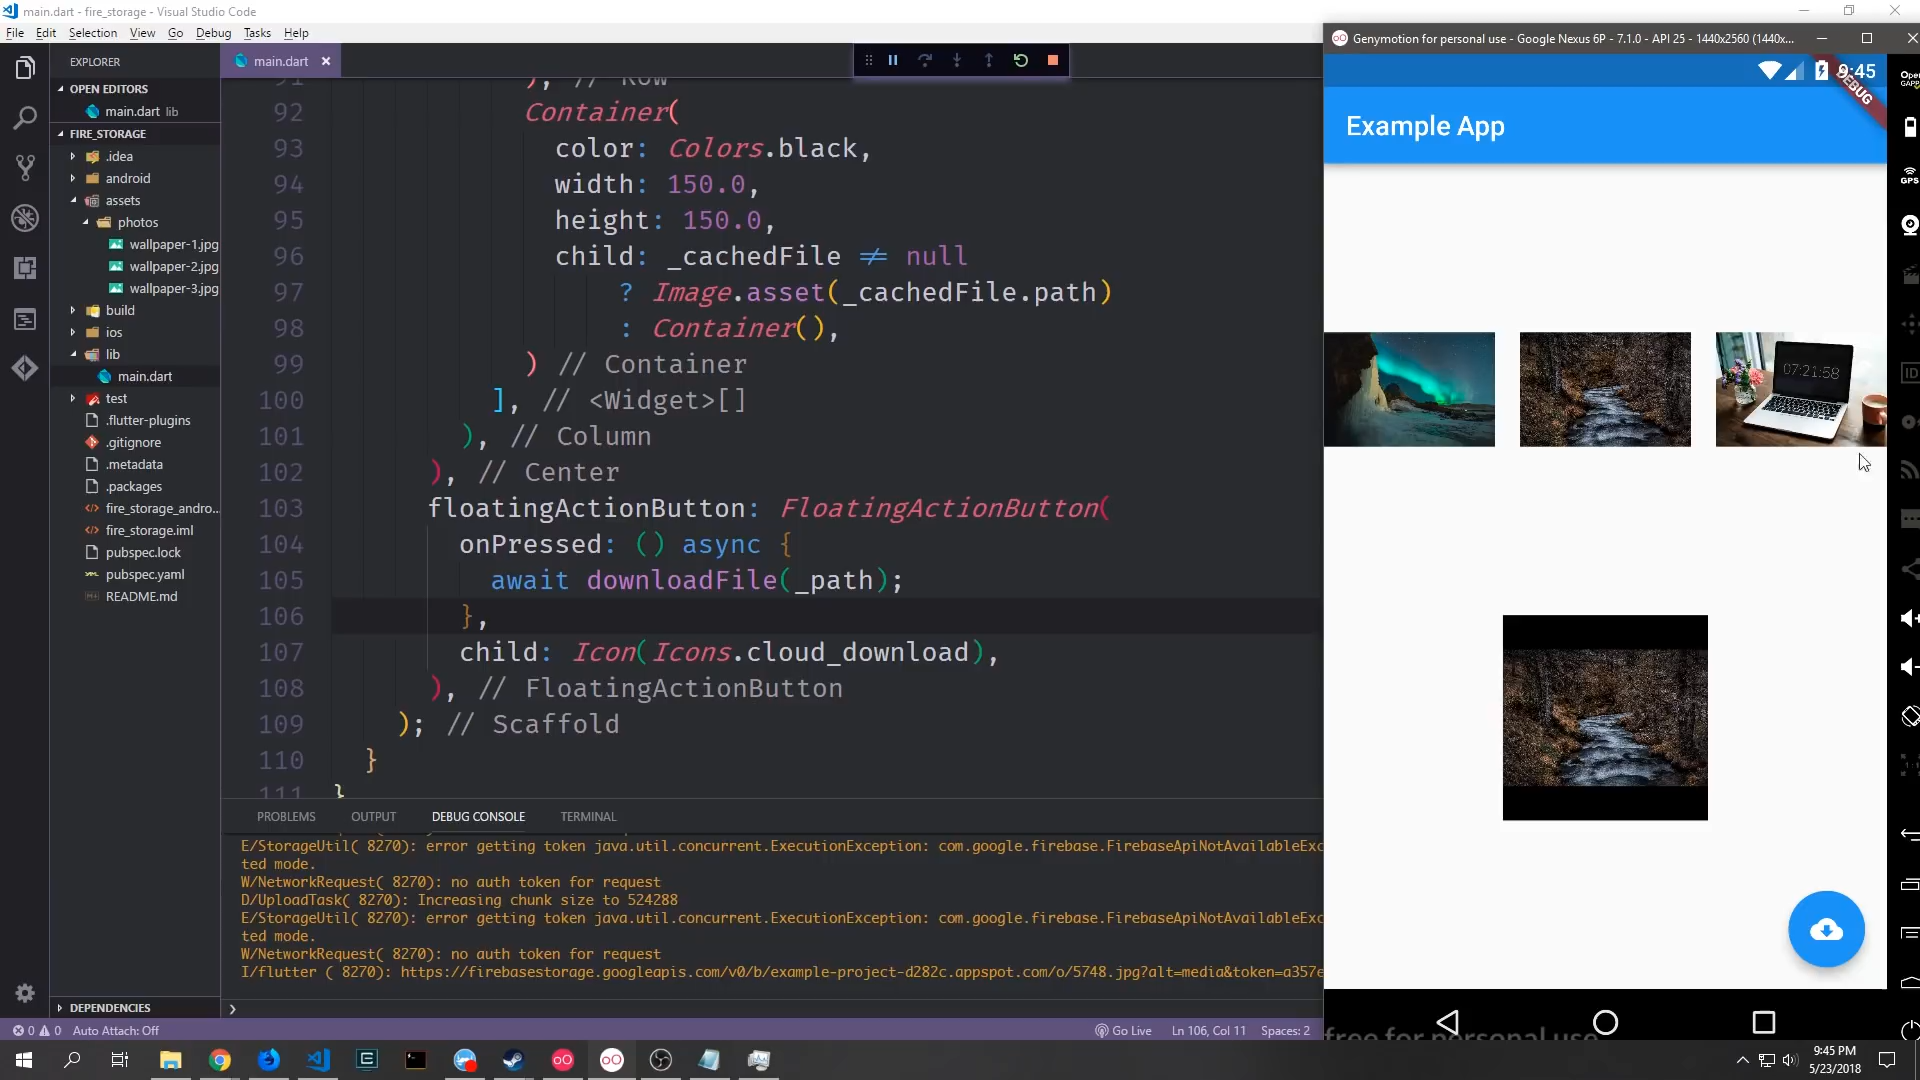 main.dart - fire_storage - Visual Studio Code
File Edit Selection View Go Debug Tasks Help
EXPLORER
OPEN EDITORS
main.dart lib
FIRE_STORAGE
.idea
android
assets
photos
wallpaper-1.jpg
wallpaper-2.jpg
wallpaper-3.jpg
build
ios
lib
main.dart
test
.flutter-plugins
.gitignore
.metadata
.packages
fire_storage_andro...
fire_storage.iml
pubspec.lock
pubspec.yaml
README.md
DEPENDENCIES
main.dart ×
91 ), // Row
92 Container(
93 color: Colors.black,
94 width: 150.0,
95 height: 150.0,
96 child: _cachedFile ≠ null
97 ? Image.asset(_cachedFile.path)
98 : Container(),
99 ) // Container
100 ], // <Widget>[]
101 ), // Column
102 ), // Center
103 floatingActionButton: FloatingActionButton(
104 onPressed: () async {
105 await downloadFile(_path);
106 },
107 child: Icon(Icons.cloud_download),
108 ), // FloatingActionButton
109 ); // Scaffold
110 }
111 }
PROBLEMS OUTPUT DEBUG CONSOLE TERMINAL
E/StorageUtil( 8270): error getting token java.util.concurrent.ExecutionException: com.google.firebase.FirebaseApiNotAvailableExc
ted mode.
W/NetworkRequest( 8270): no auth token for request
D/UploadTask( 8270): Increasing chunk size to 524288
E/StorageUtil( 8270): error getting token java.util.concurrent.ExecutionException: com.google.firebase.FirebaseApiNotAvailableExc
ted mode.
W/NetworkRequest( 8270): no auth token for request
I/flutter ( 8270): https://firebasestorage.googleapis.com/v0/b/example-project-d282c.appspot.com/o/5748.jpg?alt=media&token=a357e
0 0 Auto Attach: Off Go Live Ln 106, Col 11 Spaces: 2
Genymotion for personal use - Google Nexus 6P - 7.1.0 - API 25 - 1440x2560 (1440x...
9:45
DEBUG
Example App
07:21:58
free for personal use
Open
GAPPS
GPS
ID
9:45 PM
5/23/2018